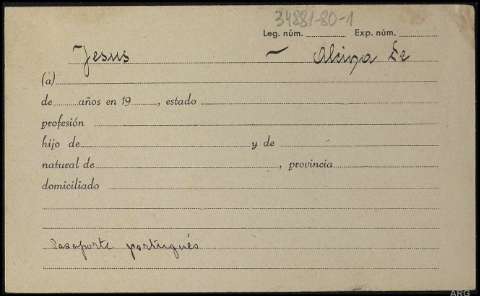 34881-80-1
Leg. núm. Exp. núm.
Jesus ~ Alciga de
(a)
de años en 19 , estado
profesión
hijo de y de
natural de , provincia
domiciliado
Pasaporte portugués
ARG